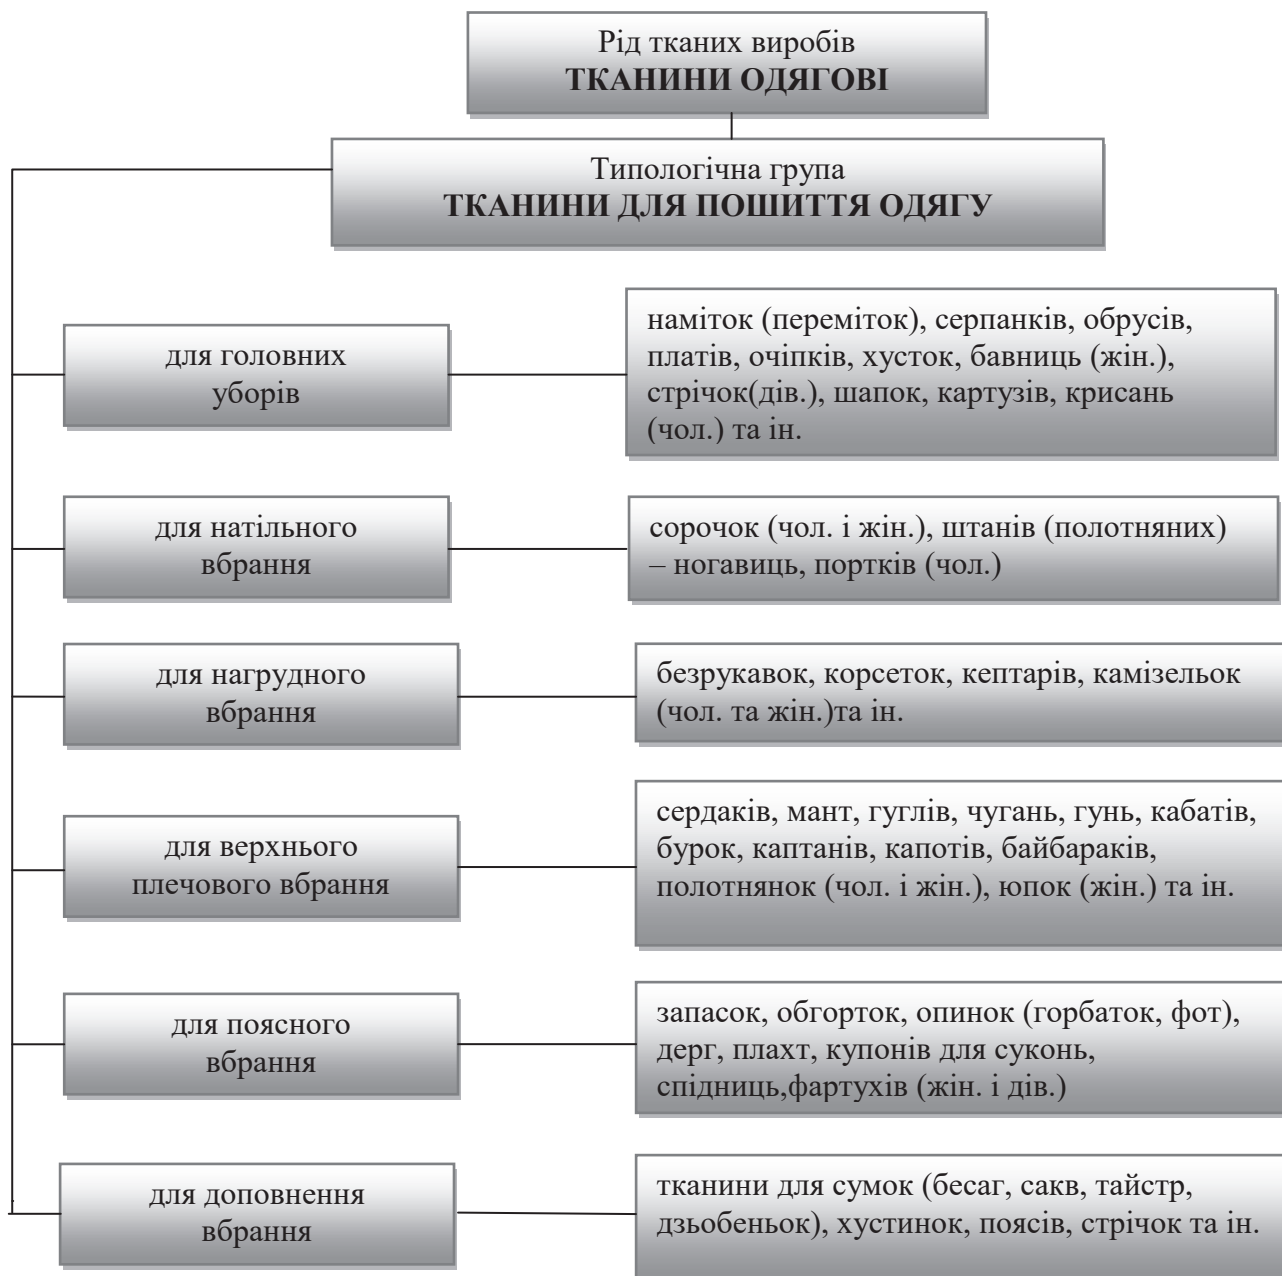 Рід тканих виробів
ТКАНИНИ ОДЯГОВІ
Типологічна група
ТКАНИНИ ДЛЯ ПОШИТТЯ ОДЯГУ
для головних
уборів
наміток (переміток), серпанків, обрусів,
платів, очіпків, хусток, бавниць (жін.),
стрічок(дів.), шапок, картузів, крисань
(чол.) та ін.
для натільного
вбрання
сорочок (чол. і жін.), штанів (полотняних)
– ногавиць, портків (чол.)
для нагрудного
вбрання
безрукавок, корсеток, кептарів, камізельок
(чол. та жін.)та ін.
для верхнього
плечового вбрання
сердаків, мант, гуглів, чугань, гунь, кабатів,
бурок, каптанів, капотів, байбараків,
полотнянок (чол. і жін.), юпок (жін.) та ін.
для поясного
вбрання
запасок, обгорток, опинок (горбаток, фот),
дерг, плахт, купонів для суконь,
спідниць,фартухів (жін. і дів.)
для доповнення
вбрання
тканини для сумок (бесаг, сакв, тайстр,
дзьобеньок), хустинок, поясів, стрічок та ін.